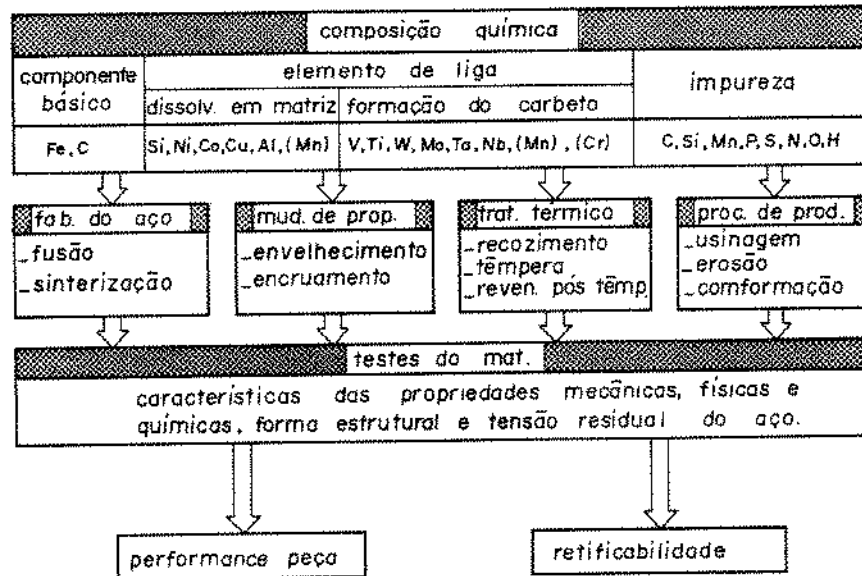 composição química
componente
básico
elemento de liga
dissolv. em matriz
formação do carbeto
impureza
Fe, C
Si, Ni, Co, Cu, Al, (Mn)
V, Ti, W, Mo, Ta, Nb, (Mn), (Cr)
C, Si, Mn, P, S, N, O, H
fab. do aço
_fusão
_sinterização
mud. de prop.
_envelhecimento
_encruamento
trat. termico
_recozimento
_têmpera
_reven. pós têmp.
proc. de prod.
_usinagem
_erosão
_comformação
testes do mat.
características das propriedades mecânicas, físicas e
químicas, forma estrutural e tensão residual do aço.
performance peça
retificabilidade